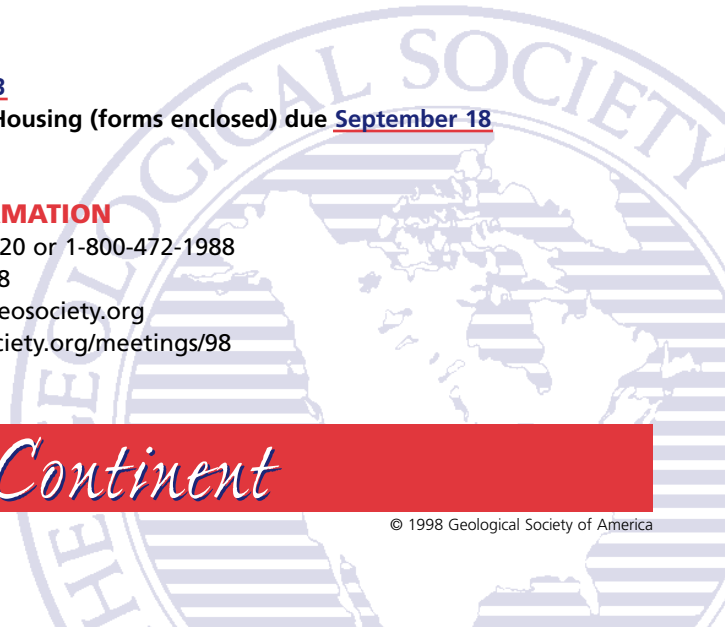 3
Housing (forms enclosed) due September 18
MATION
20 or 1-800-472-1988
8
eosociety.org
ciety.org/meetings/98
Continent
© 1998 Geological Society of America
THE GEOLOGICAL SOCIETY